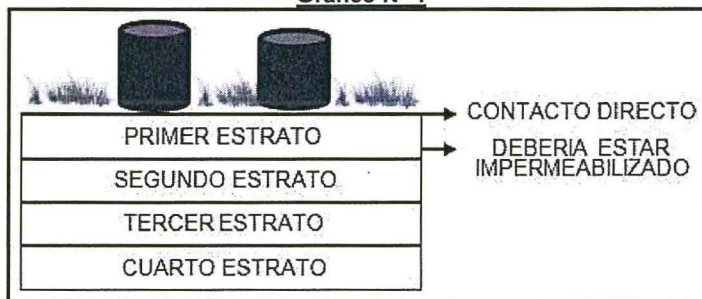 CONTACTO DIRECTO
PRIMER ESTRATO
DEBERIA ESTAR
IMPERMEABILIZADO
SEGUNDO ESTRATO
TERCER ESTRATO
CUARTO ESTRATO